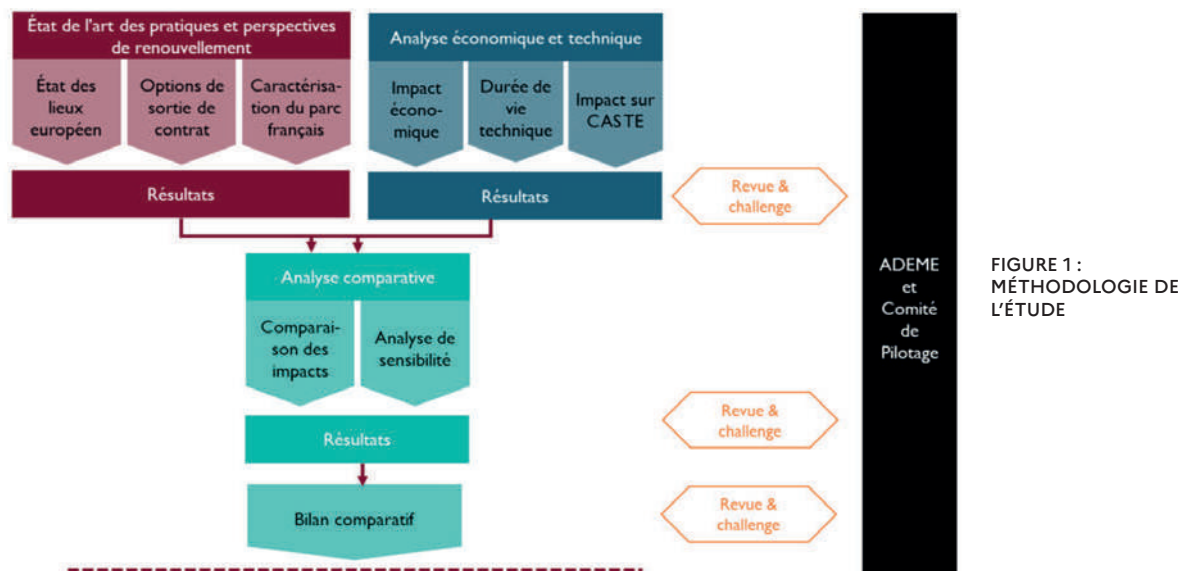 État de l'art des pratiques et perspectives
de renouvellement
État des
lieux
européen
Options de
sortie de
contrat
Caractérisa-
tion du parc
français
Résultats
Analyse économique et technique
Impact
écono-
mique
Durée de
vie
technique
Impact sur
CASTE
Résultats
Revue &
challenge
Analyse comparative
Comparai-
son des
impacts
Analyse de
sensibilité
Résultats
Revue &
challenge
Bilan comparatif
Revue &
challenge
ADEME
et
Comité
de
Pilotage
FIGURE 1 :
MÉTHODOLOGIE DE
L'ÉTUDE